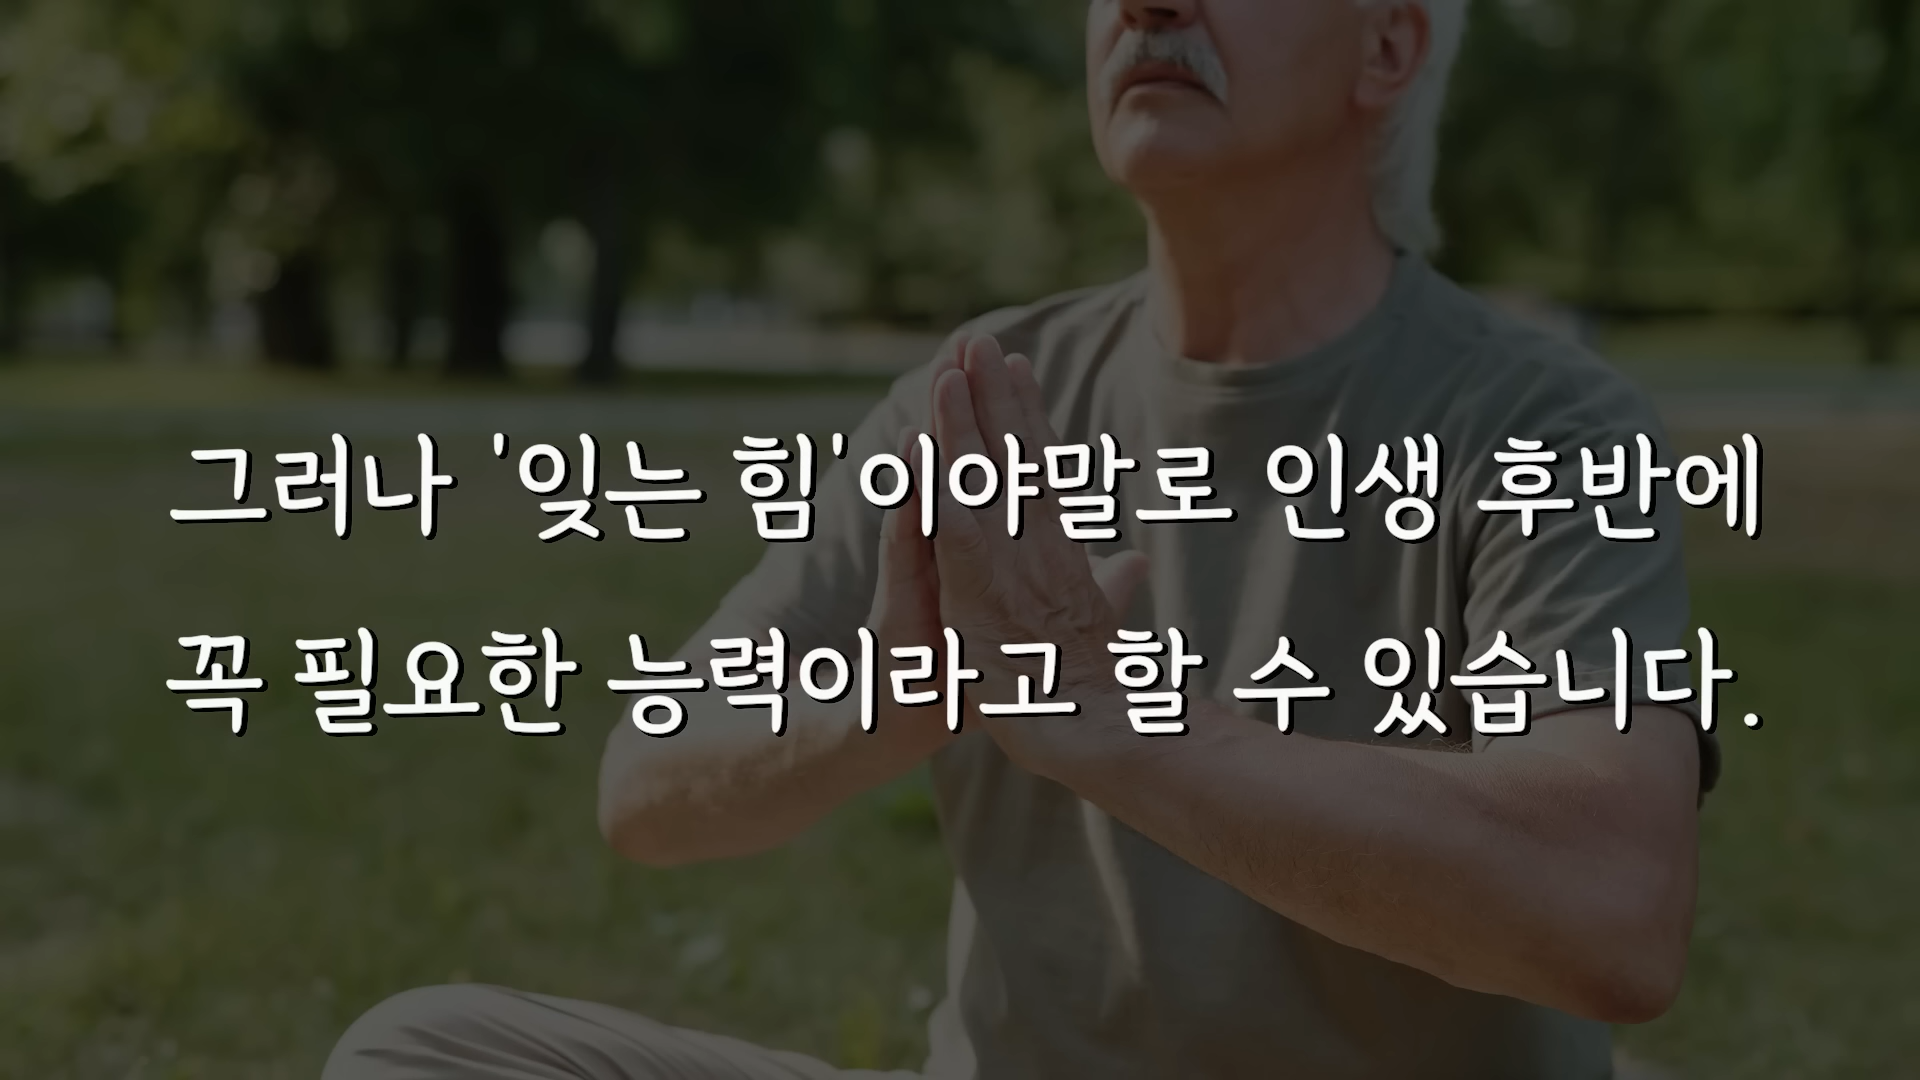 그러나 '잊는 힘'이야말로 인생 후반에
꼭 필요한 능력이라고 할 수 있습니다.